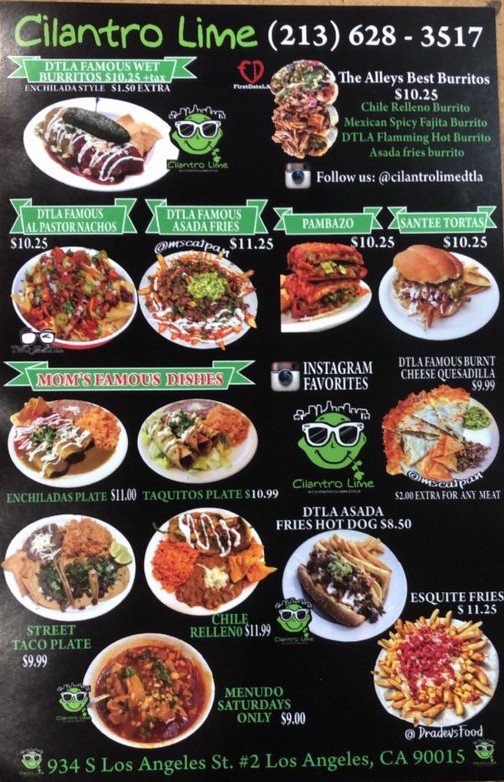 Cilantro Lime (213) 628 - 3517
DTLA FAMOUS WET
BURRITOS $10.25 +tax
ENCHILADA STYLE $1.50 EXTRA
Cilantro Lime
FirstDateLA
The Alleys Best Burritos
$10.25
Chile Relleno Burrito
Mexican Spicy Fajita Burrito
DTLA Flamming Hot Burrito
Asada fries burrito
Follow us: @cilantrolimedtla
DTLA FAMOUS
AL PASTOR NACHOS
$10.25
DTLA FAMOUS
ASADA FRIES
$11.25
@mscalpan
PAMBAZO
$10.25
SANTEE TORTAS
$10.25
MOM'S FAMOUS DISHES
INSTAGRAM
FAVORITES
DTLA FAMOUS BURNT
CHEESE QUESADILLA
$9.99
Cilantro Lime
@mscalpan
$2.00 EXTRA FOR ANY MEAT
ENCHILADAS PLATE $11.00
TAQUITOS PLATE $10.99
DTLA ASADA
FRIES HOT DOG $8.50
STREET
TACO PLATE
$9.99
CHILE
RELLENO $11.99
Cilantro Lime
ESQUITE FRIES
$ 11.25
Cilantro Lime
MENUDO
SATURDAYS
ONLY $9.00
@ DradevsFood
934 S Los Angeles St. #2 Los Angeles, CA 90015